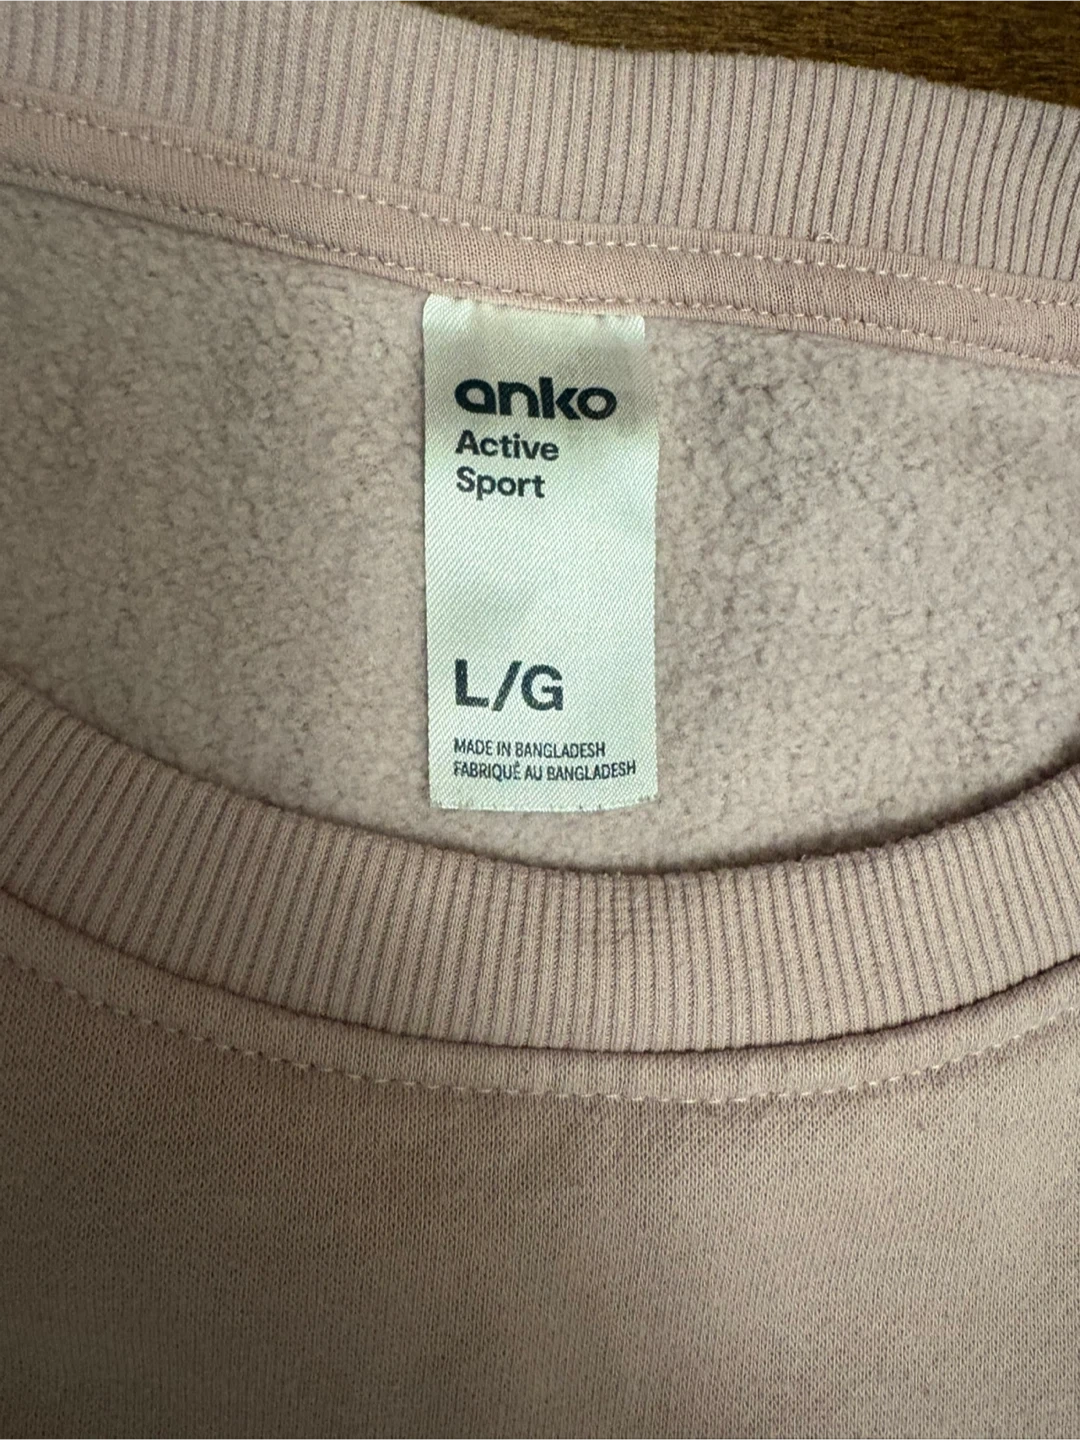 anko
Active
Sport
L/G
MADE IN BANGLADESH
FABRIQUÉ AU BANGLADESH